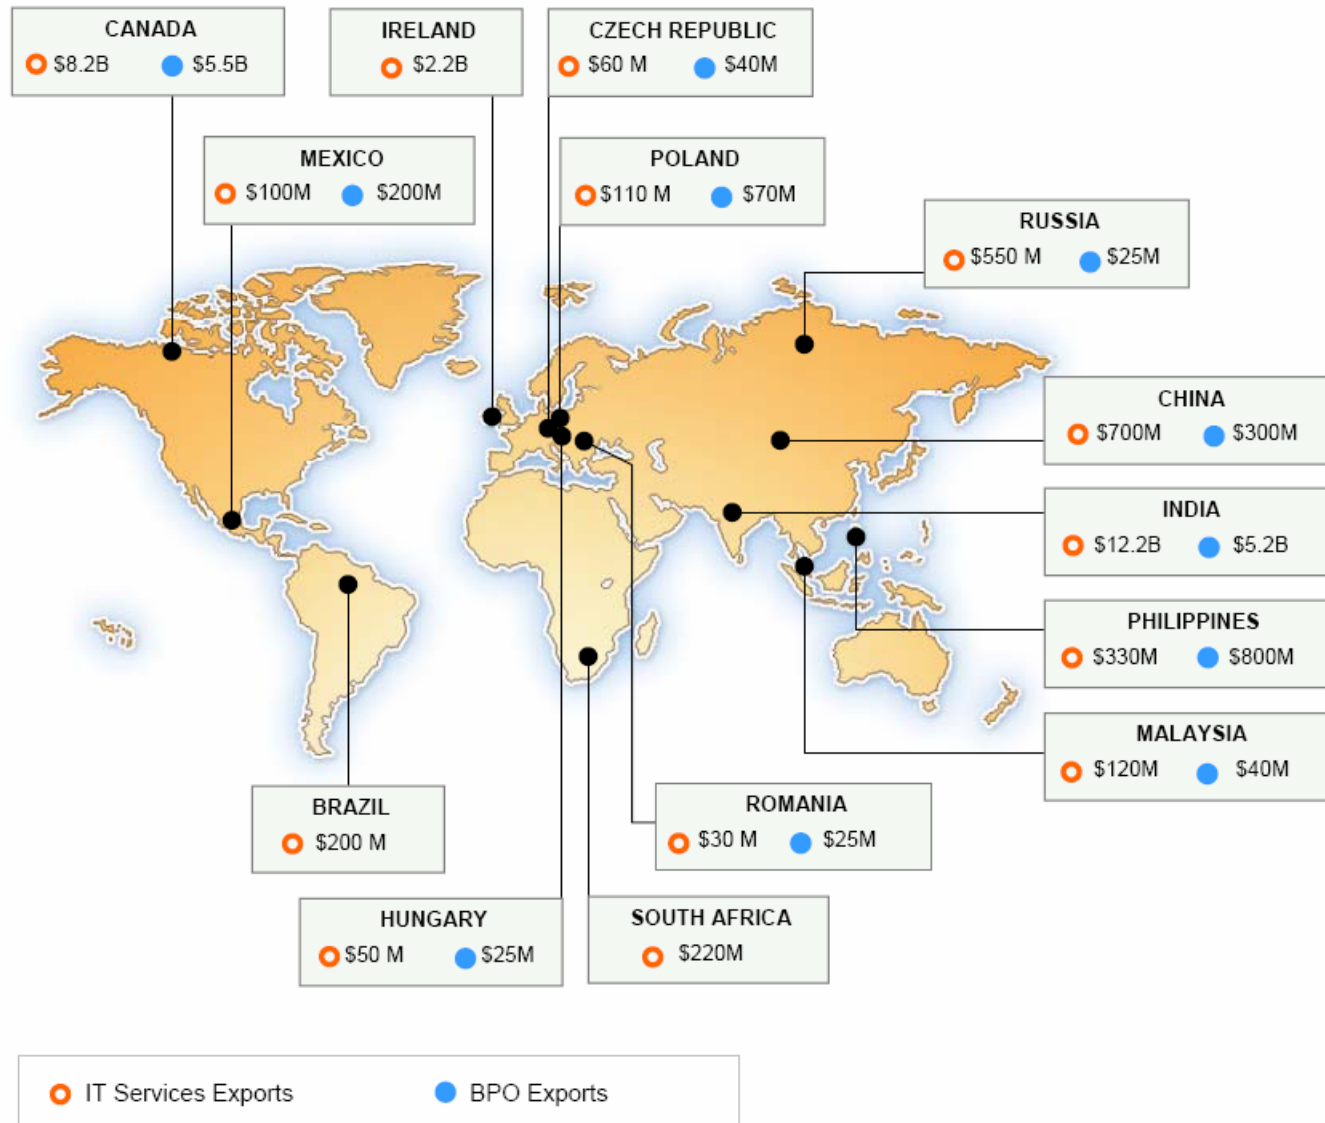 CANADA
$8.2B $5.5B
IRELAND
$2.2B
CZECH REPUBLIC
$60 M $40M
MEXICO
$100M $200M
POLAND
$110 M $70M
RUSSIA
$550 M $25M
CHINA
$700M $300M
INDIA
$12.2B $5.2B
PHILIPPINES
$330M $800M
MALAYSIA
$120M $40M
BRAZIL
$200 M
ROMANIA
$30 M $25M
HUNGARY
$50 M $25M
SOUTH AFRICA
$220M
IT Services Exports BPO Exports